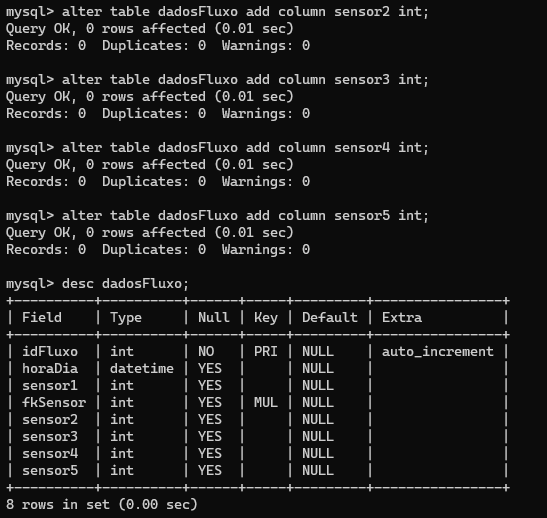 mysql> alter table dadosFluxo add column sensor2 int;
Query OK, 0 rows affected (0.01 sec)
Records: 0  Duplicates: 0  Warnings: 0

mysql> alter table dadosFluxo add column sensor3 int;
Query OK, 0 rows affected (0.01 sec)
Records: 0  Duplicates: 0  Warnings: 0

mysql> alter table dadosFluxo add column sensor4 int;
Query OK, 0 rows affected (0.01 sec)
Records: 0  Duplicates: 0  Warnings: 0

mysql> alter table dadosFluxo add column sensor5 int;
Query OK, 0 rows affected (0.01 sec)
Records: 0  Duplicates: 0  Warnings: 0

mysql> desc dadosFluxo;
+----------+----------+------+-----+---------+----------------+
| Field    | Type     | Null | Key | Default | Extra          |
+----------+----------+------+-----+---------+----------------+
| idFluxo  | int      | NO   | PRI | NULL    | auto_increment |
| horaDia  | datetime | YES  |     | NULL    |                |
| sensor1  | int      | YES  |     | NULL    |                |
| fkSensor | int      | YES  | MUL | NULL    |                |
| sensor2  | int      | YES  |     | NULL    |                |
| sensor3  | int      | YES  |     | NULL    |                |
| sensor4  | int      | YES  |     | NULL    |                |
| sensor5  | int      | YES  |     | NULL    |                |
+----------+----------+------+-----+---------+----------------+
8 rows in set (0.00 sec)